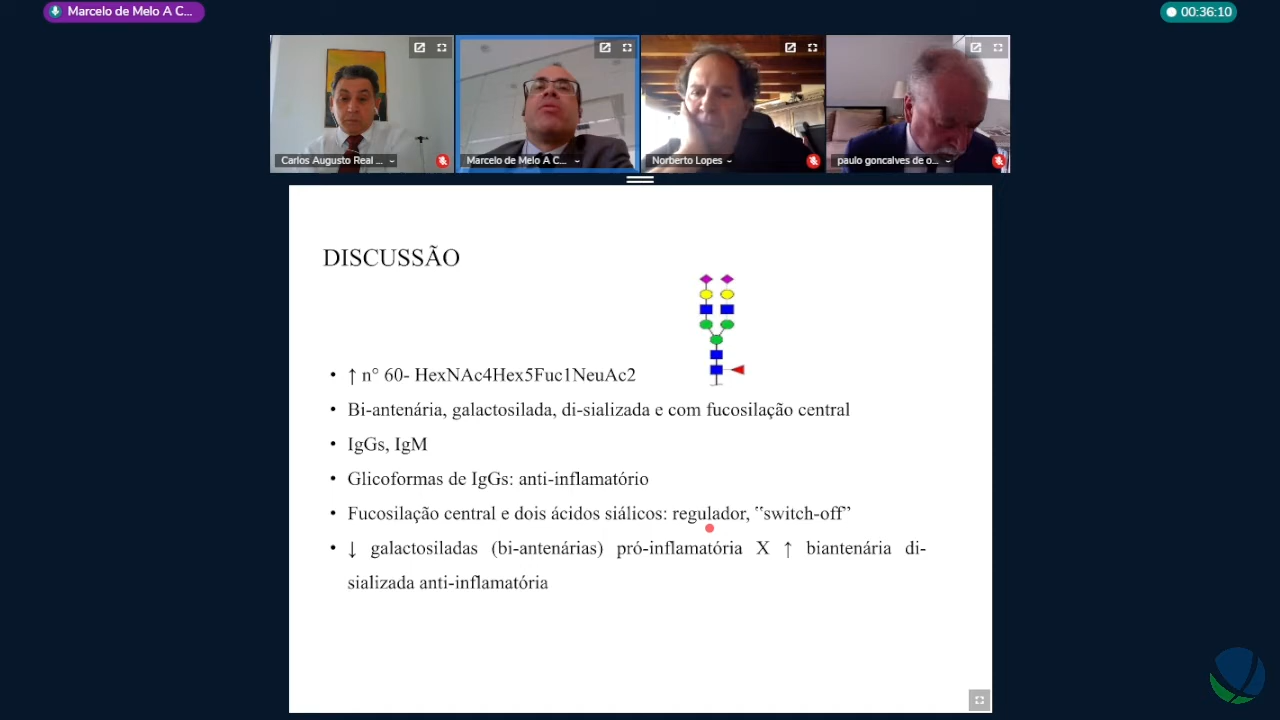 Marcelo de Melo A C...
00:36:10
Carlos Augusto Real ...
Marcelo de Melo A C...
Norberto Lopes
paulo goncalves de o...
DISCUSSÃO
• ↑ n° 60- HexNAc4Hex5Fuc1NeuAc2
• Bi-antenária, galactosilada, di-sializada e com fucosilação central
• IgGs, IgM
• Glicoformas de IgGs: anti-inflamatório
• Fucosilação central e dois ácidos siálicos: regulador, “switch-off”
• ↓ galactosiladas (bi-antenárias) pró-inflamatória X ↑ biantenária di-
sializada anti-inflamatória